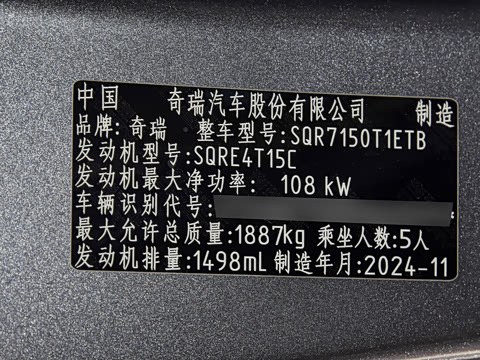 中国 奇瑞汽车股份有限公司 制造
品牌: 奇瑞 整车型号:SQR7150T1ETB
发动机型号:SQRE4T15C
发动机最大净功率: 108 kW
车辆识别代号:
最大允许总质量:1887kg 乘坐人数:5人
发动机排量:1498mL 制造年月:2024-11